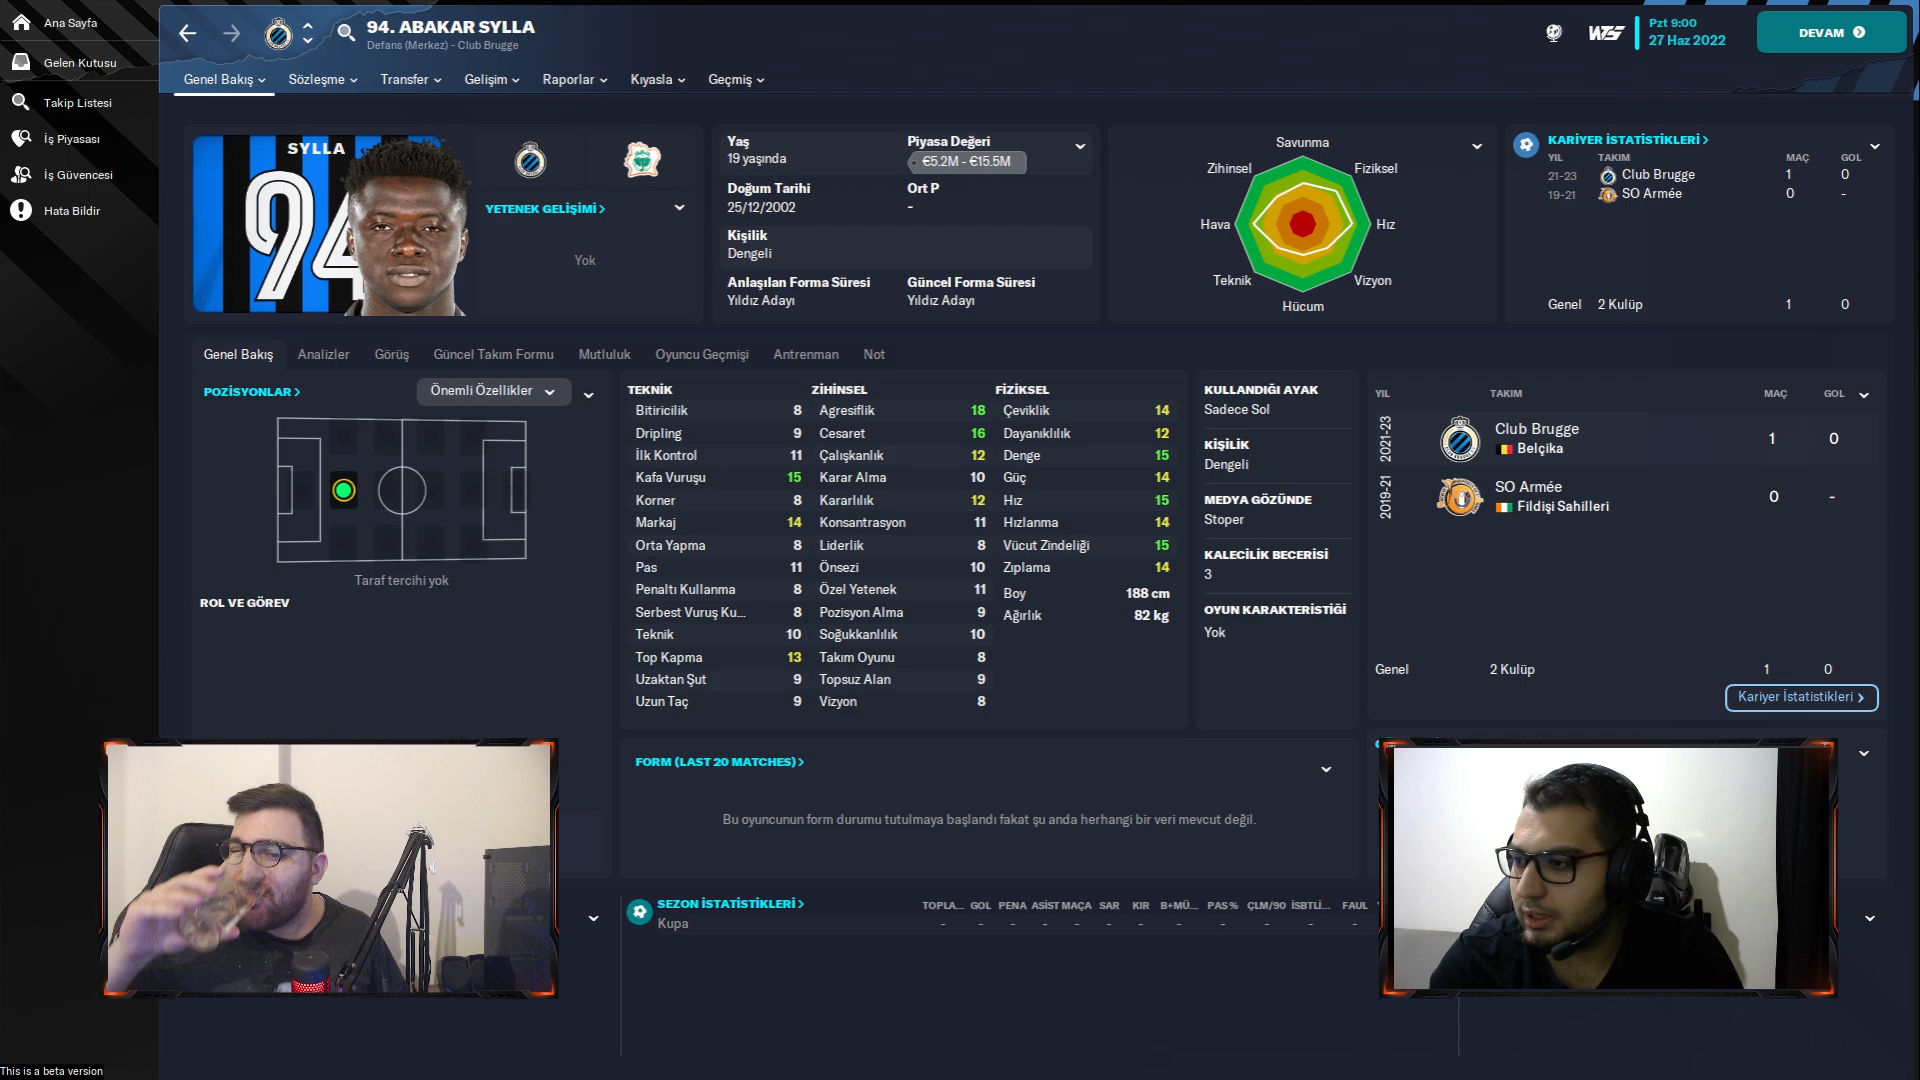 Ana Sayfa
Gelen Kutusu
Takip Listesi
İş Piyasası
İş Güvencesi
Hata Bildir
94. ABAKAR SYLLA
Defans (Merkez) - Club Brugge
Pzt 9:00
27 Haz 2022
DEVAM
Genel Bakış
Sözleşme
Transfer
Gelişim
Raporlar
Kıyasla
Geçmiş
SYLLA
94
YETENEK GELİŞİMİ
Yok
Yaş
19 yaşında
Piyasa Değeri
€5.2M - €15.5M
Doğum Tarihi
25/12/2002
Ort P
-
Kişilik
Dengeli
Anlaşılan Forma Süresi
Yıldız Adayı
Güncel Forma Süresi
Yıldız Adayı
Savunma
Zihinsel
Fiziksel
Hava
Hız
Teknik
Vizyon
Hücum
KARİYER İSTATİSTİKLERİ
YIL TAKIM MAÇ GOL
21-23 Club Brugge 1 0
19-21 SO Armée 0 -
Genel 2 Kulüp 1 0
Genel Bakış
Analizler
Görüş
Güncel Takım Formu
Mutluluk
Oyuncu Geçmişi
Antrenman
Not
POZİSYONLAR
Önemli Özellikler
Taraf tercihi yok
ROL VE GÖREV
TEKNİK
Bitiricilik 8
Dripling 9
İlk Kontrol 11
Kafa Vuruşu 15
Korner 8
Markaj 14
Orta Yapma 8
Pas 11
Penaltı Kullanma 8
Serbest Vuruş Ku... 8
Teknik 10
Top Kapma 13
Uzaktan Şut 9
Uzun Taç 9
ZİHİNSEL
Agresiflik 18
Cesaret 16
Çalışkanlık 12
Karar Alma 10
Kararlılık 12
Konsantrasyon 11
Liderlik 8
Önsezi 10
Özel Yetenek 11
Pozisyon Alma 9
Soğukkanlılık 10
Takım Oyunu 8
Topsuz Alan 9
Vizyon 8
FİZİKSEL
Çeviklik 14
Dayanıklılık 12
Denge 15
Güç 14
Hız 15
Hızlanma 14
Vücut Zindeliği 15
Zıplama 14
Boy 188 cm
Ağırlık 82 kg
KULLANDIĞI AYAK
Sadece Sol
KİŞİLİK
Dengeli
MEDYA GÖZÜNDE
Stoper
KALECİLİK BECERİSİ
3
OYUN KARAKTERİSTİĞİ
Yok
YIL TAKIM MAÇ GOL
2021-23 Club Brugge 1 0
Belçika
2019-21 SO Armée 0 -
Fildişi Sahilleri
Genel 2 Kulüp 1 0
Kariyer İstatistikleri
FORM (LAST 20 MATCHES)
Bu oyuncunun form durumu tutulmaya başlandı fakat şu anda herhangi bir veri mevcut değil.
SEZON İSTATİSTİKLERİ
TOPLA... GOL PENA ASİST MAÇA SAR KIR B+MÜ... PAS % ÇLM/90 İSBTLİ... FAUL
Kupa - - - - - - - - - - - -
This is a beta version